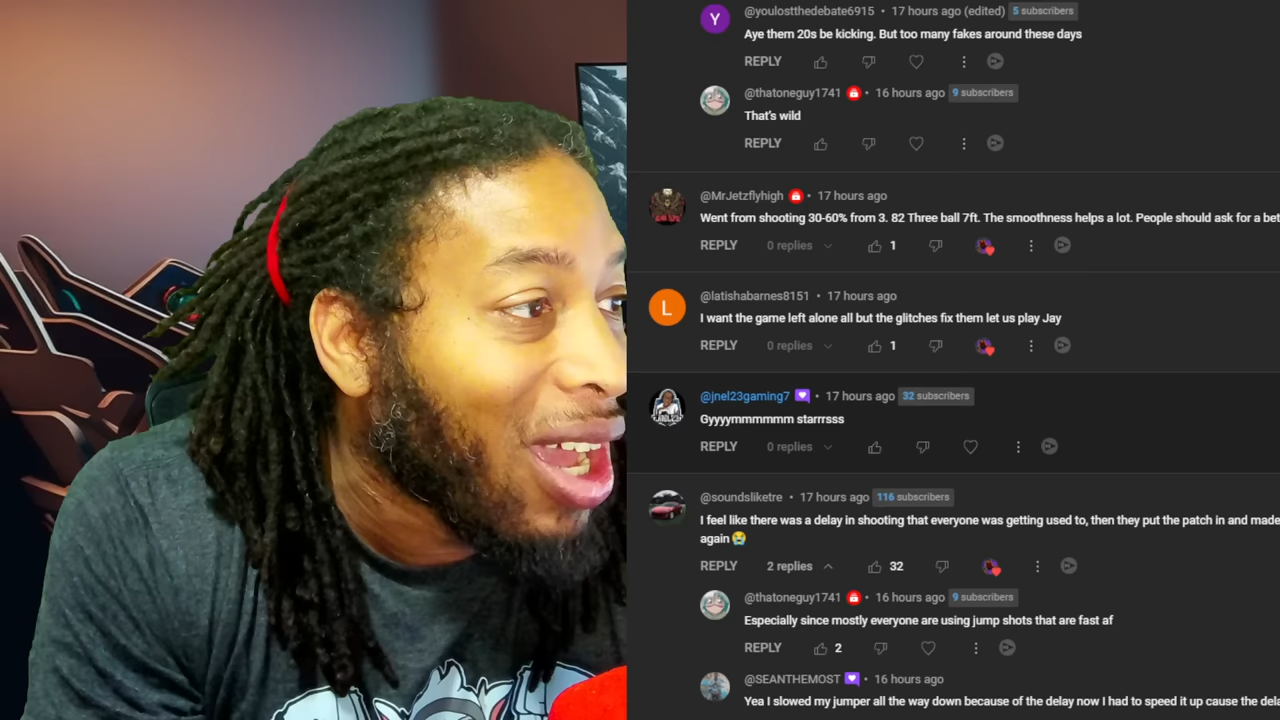 Y
@youlostthedebate6915 • 17 hours ago (edited) 5 subscribers
Aye them 20s be kicking. But too many fakes around these days
REPLY
@thatoneguy1741 • 16 hours ago 9 subscribers
That's wild
REPLY
@MrJetzflyhigh • 17 hours ago
Went from shooting 30-60% from 3. 82 Three ball 7ft. The smoothness helps a lot. People should ask for a bet
REPLY 0 replies 1
@latishabarnes8151 • 17 hours ago
L
I want the game left alone all but the glitches fix them let us play Jay
REPLY 0 replies 1
@jnel23gaming7 • 17 hours ago 32 subscribers
Gyyyymmmmmm starrrsss
REPLY 0 replies
@soundsliketre • 17 hours ago 116 subscribers
I feel like there was a delay in shooting that everyone was getting used to, then they put the patch in and made
again 😭
REPLY 2 replies 32
@thatoneguy1741 • 16 hours ago 9 subscribers
Especially since mostly everyone are using jump shots that are fast af
REPLY 2
@SEANTHEMOST • 16 hours ago
Yea I slowed my jumper all the way down because of the delay now I had to speed it up cause the dela